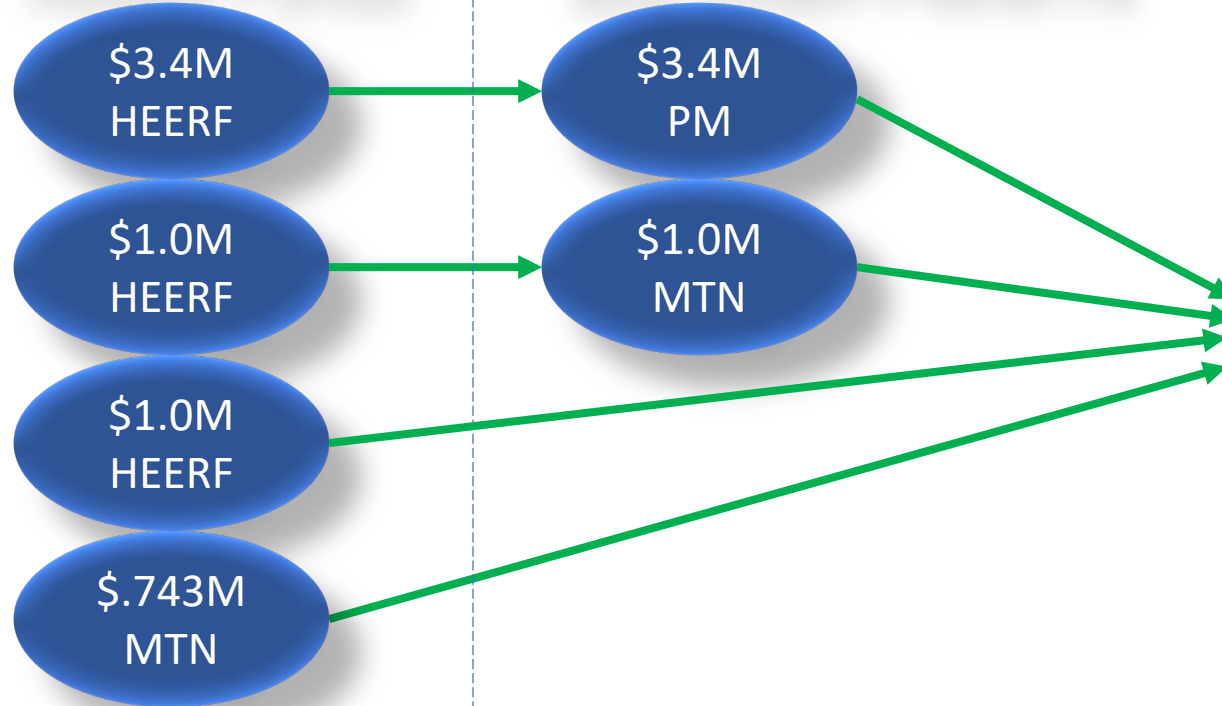 $3.4M
HEERF
$3.4M
PM
$1.0M
HEERF
$1.0M
MTN
$1.0M
HEERF
$.743M
MTN